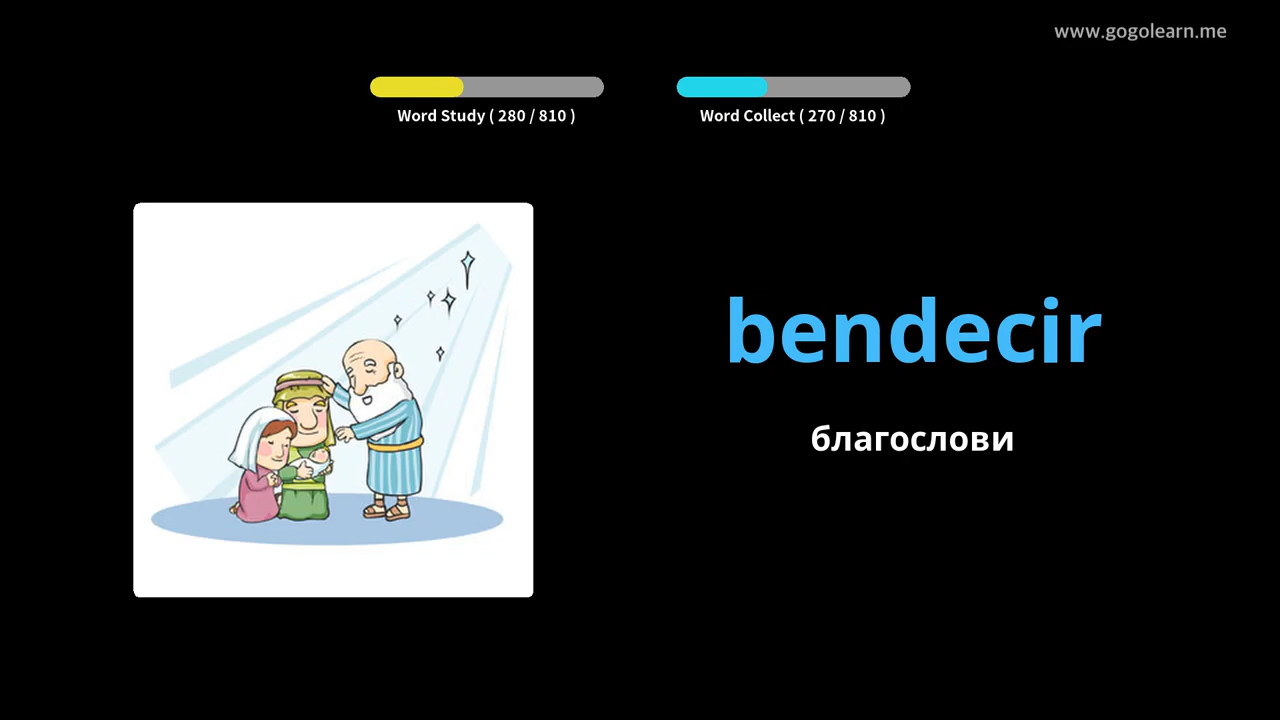 www.gogolearn.me
Word Study ( 280 / 810 )
Word Collect ( 270 / 810 )
bendecir
благослови